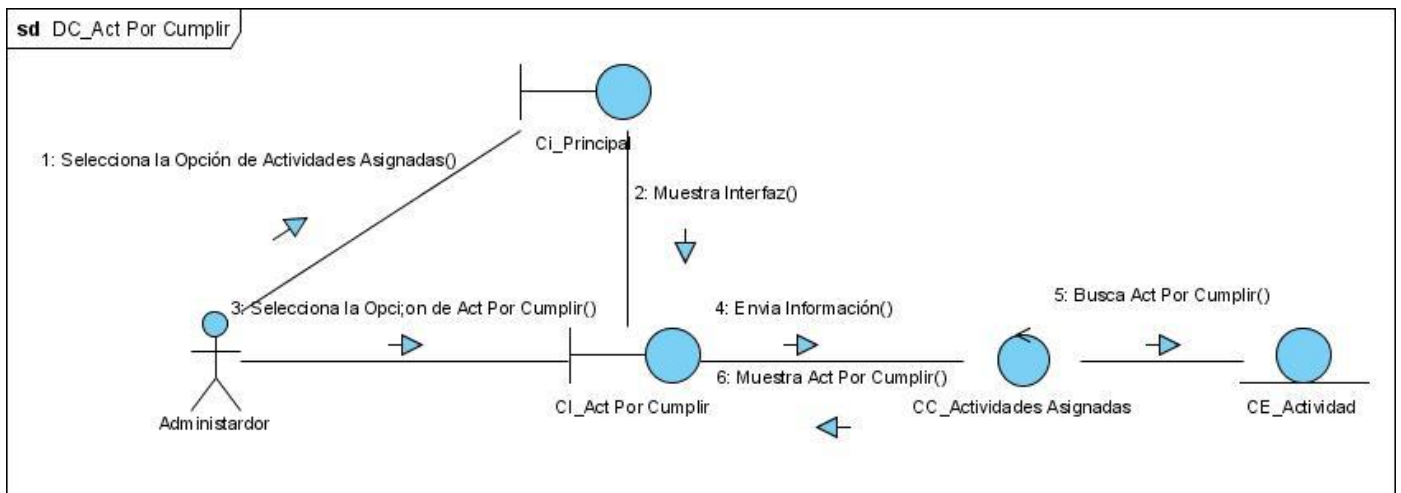 sd DC_Act Por Cumplir
Ci_Principal
1: Selecciona la Opción de Actividades Asignadas()
2: Muestra Interfaz()
3: Selecciona la Opci;on de Act Por Cumplir()
4: Envia Información()
5: Busca Act Por Cumplir()
6: Muestra Act Por Cumplir()
Administardor
CI_Act Por Cumplir
CC_Actividades Asignadas
CE_Actividad